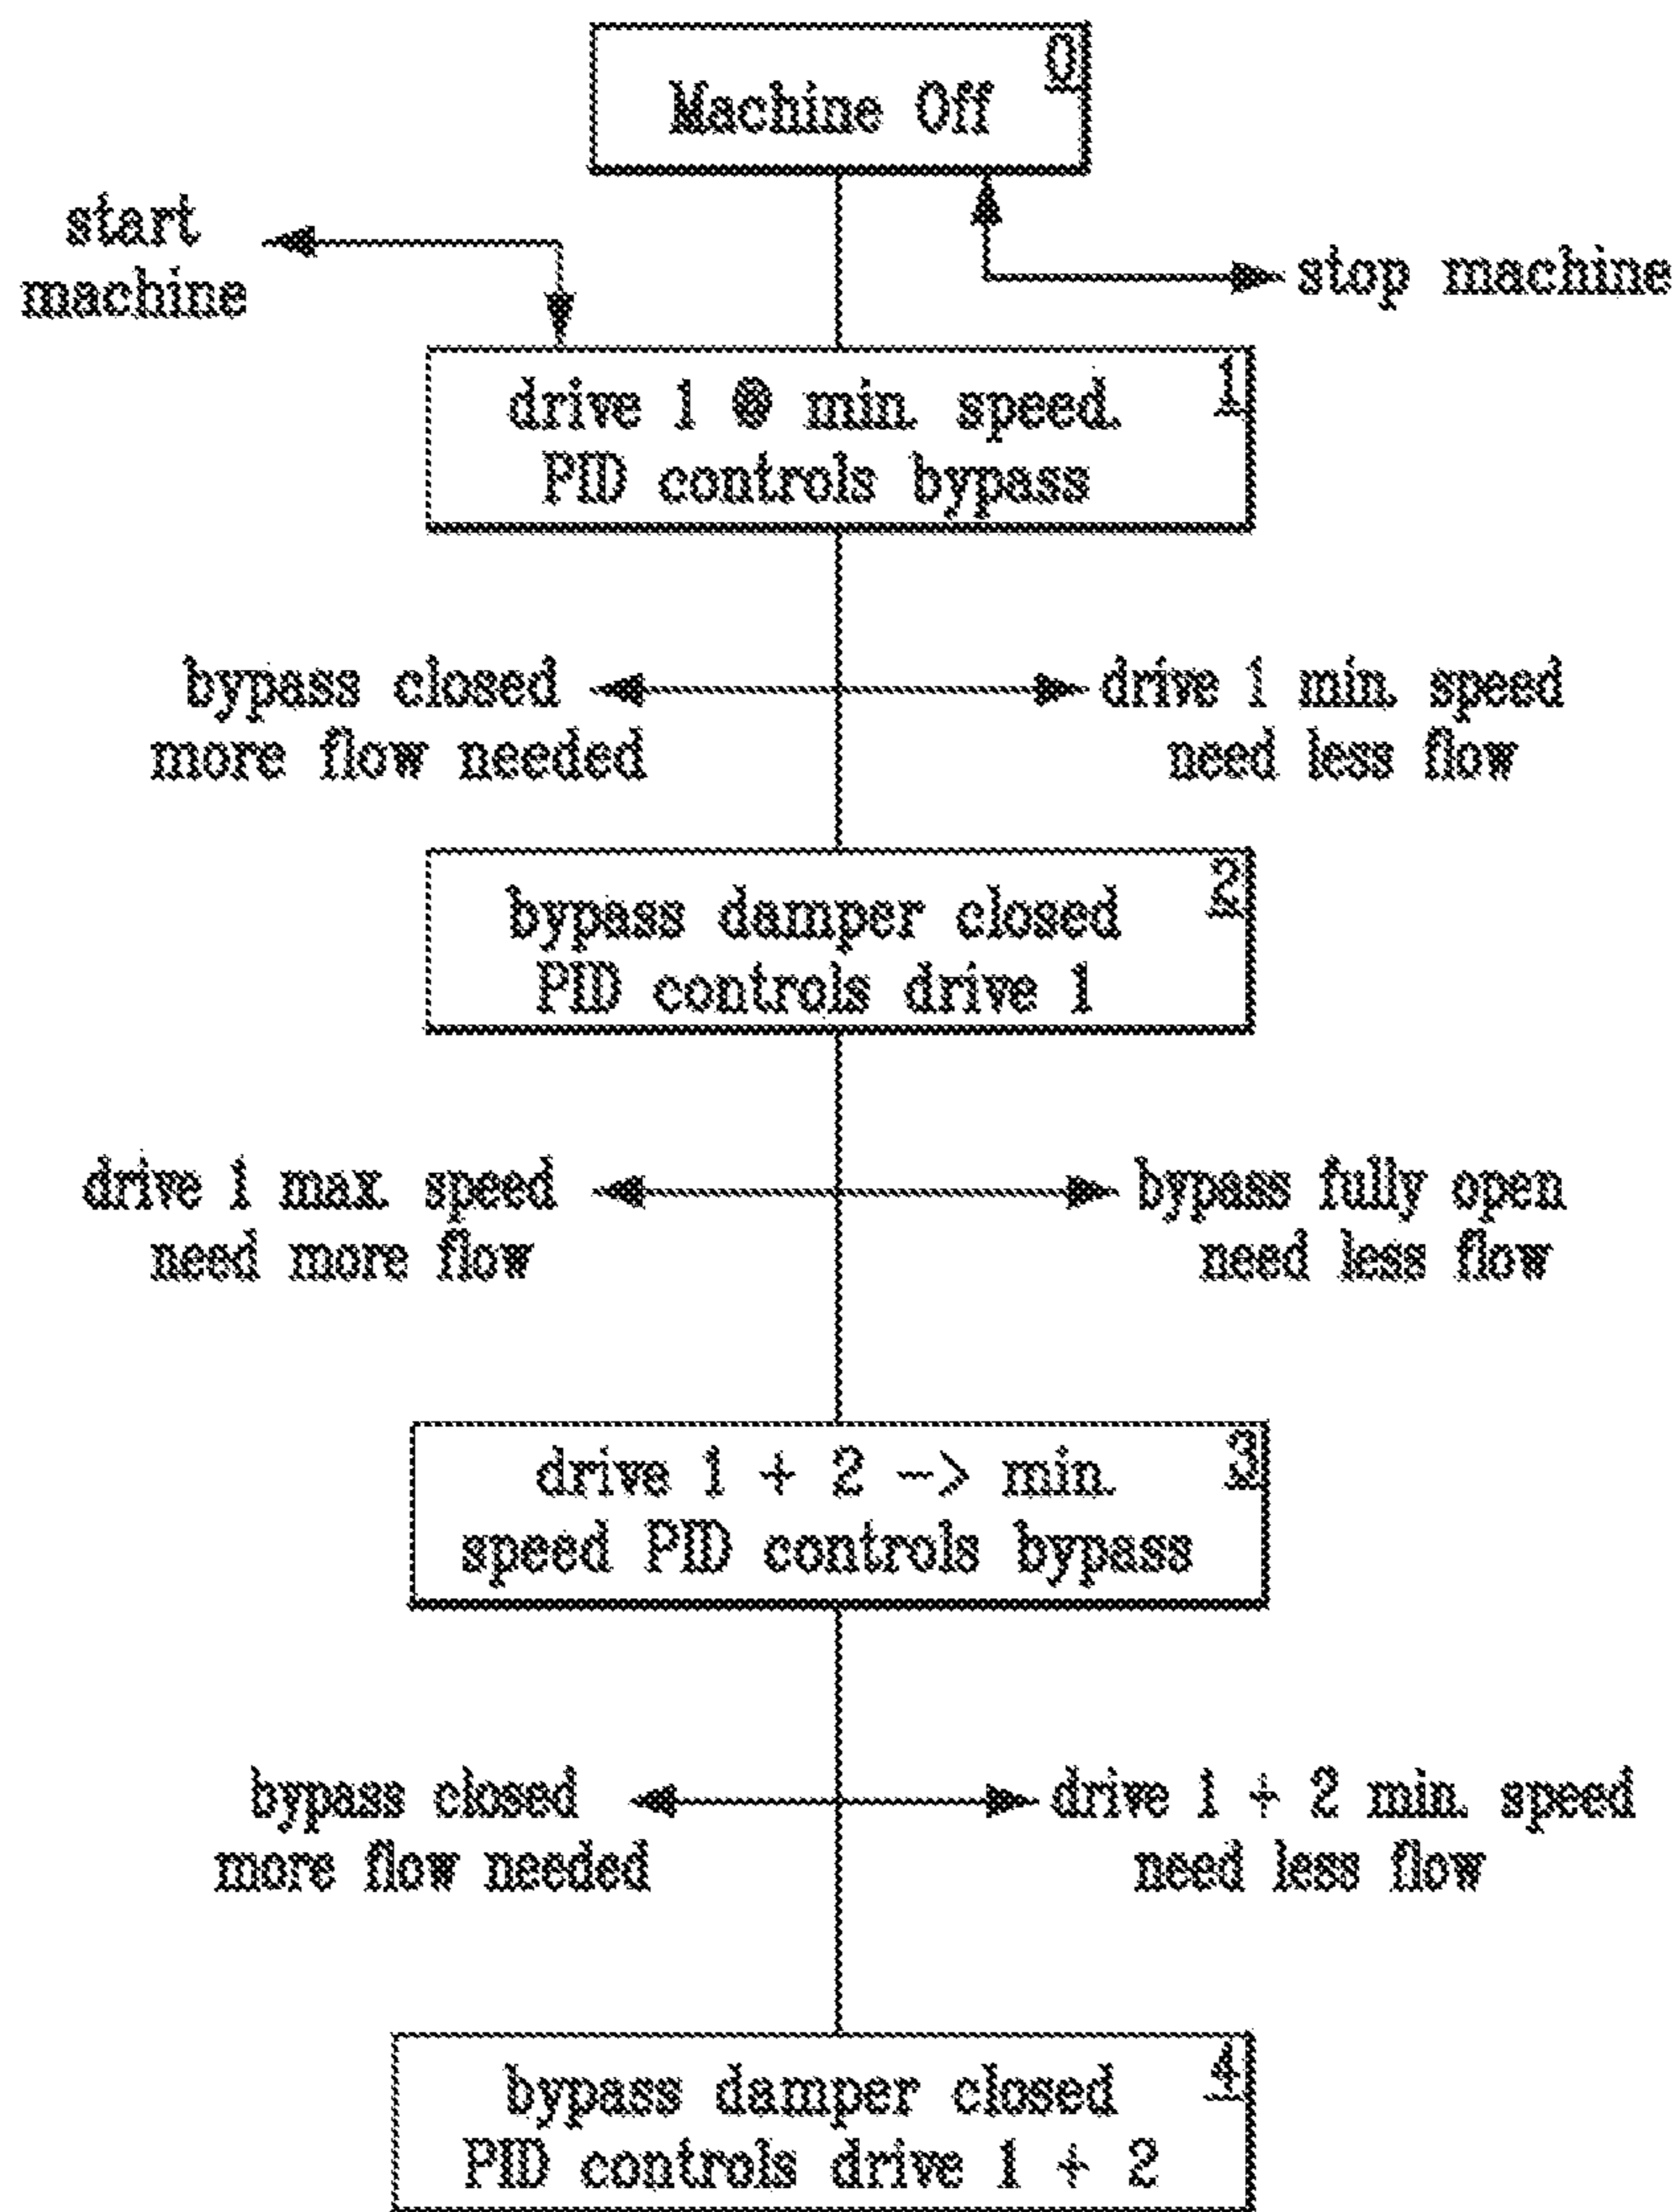 0
Machine Off
start
machine
stop machine
1
drive 1 @ min. speed.
PID controls bypass
bypass closed
more flow needed
drive 1 min. speed
need less flow
2
bypass damper closed
PID controls drive 1
drive 1 max. speed
need more flow
bypass fully open
need less flow
3
drive 1 + 2 -> min.
speed PID controls bypass
bypass closed
more flow needed
drive 1 + 2 min. speed
need less flow
4
bypass damper closed
PID controls drive 1 + 2